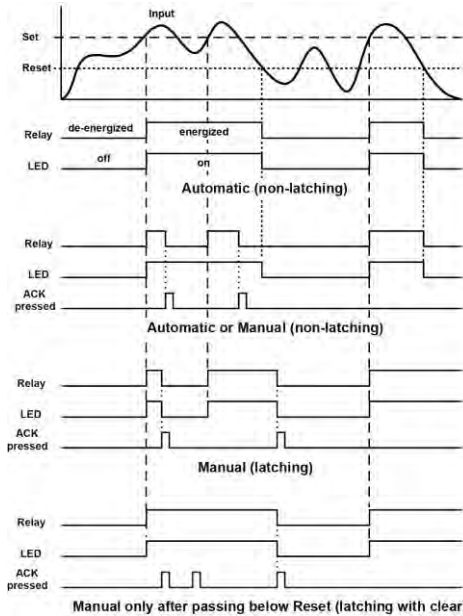 Input
Set
Reset
Relay de-energized energized
LED off on
Automatic (non-latching)
Relay
LED
ACK
pressed
Automatic or Manual (non-latching)
Relay
LED
ACK
pressed
Manual (latching)
Relay
LED
ACK
pressed
Manual only after passing below Reset (latching with clear